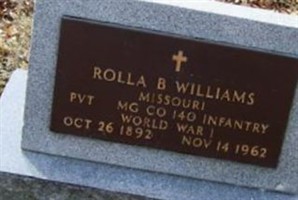 ROLLA B WILLIAMS
MISSOURI
PVT MG CO 140 INFANTRY
WORLD WAR I
OCT 26 1892 NOV 14 1962